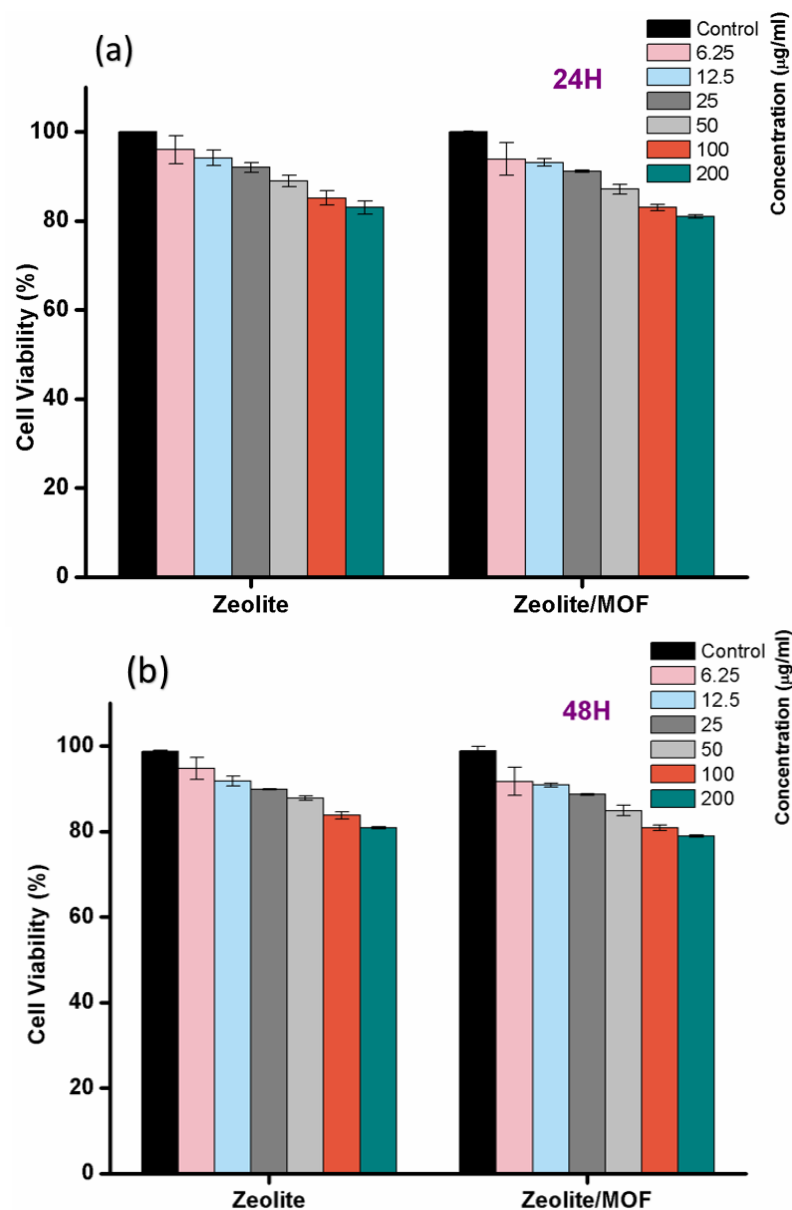 (a)
24H
Control
6.25
12.5
25
50
100
200
Concentration (µg/ml)
Cell Viability (%)
100
80
60
40
20
0
Zeolite
Zeolite/MOF
(b)
48H
Control
6.25
12.5
25
50
100
200
Concentration (µg/ml)
Cell Viability (%)
100
80
60
40
20
0
Zeolite
Zeolite/MOF